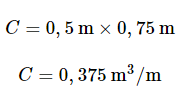 C = 0, 5 m × 0, 75 m
C = 0, 375 m³/m